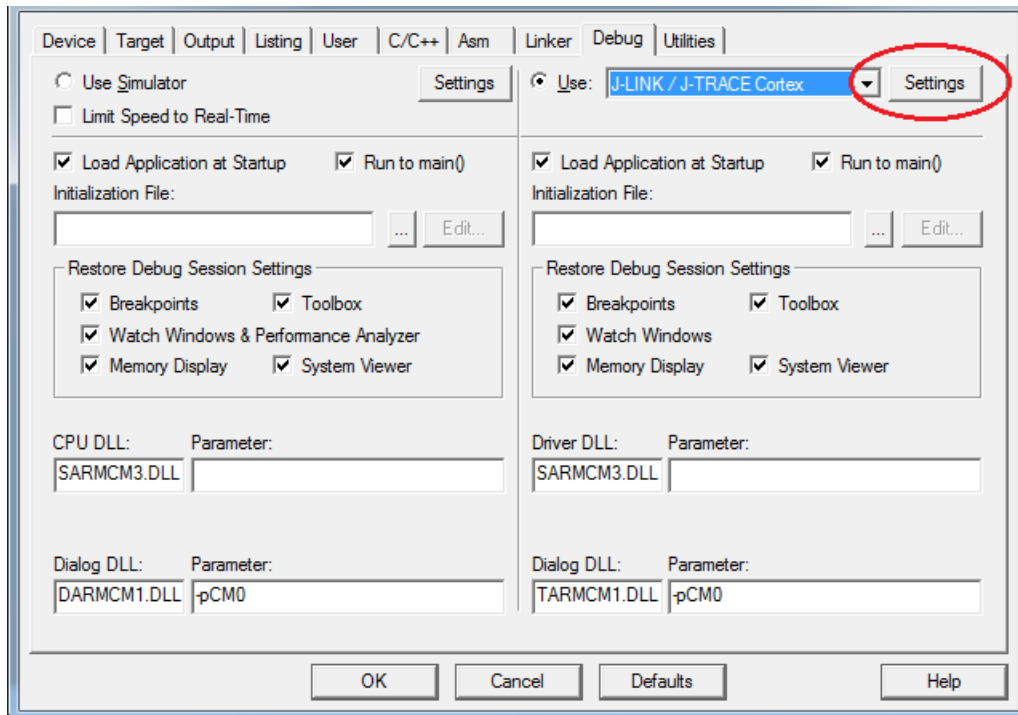 Device Target Output Listing User C/C++ Asm Linker Debug Utilities
Use Simulator Settings Use: J-LINK / J-TRACE Cortex Settings
Limit Speed to Real-Time
Load Application at Startup Run to main() Load Application at Startup Run to main()
Initialization File: Initialization File:
... Edit... ... Edit...
Restore Debug Session Settings Restore Debug Session Settings
Breakpoints Toolbox Breakpoints Toolbox
Watch Windows & Performance Analyzer Watch Windows
Memory Display System Viewer Memory Display System Viewer
CPU DLL: Parameter: Driver DLL: Parameter:
SARMCM3.DLL SARMCM3.DLL
Dialog DLL: Parameter: Dialog DLL: Parameter:
DARMCM1.DLL -pCM0 TARMCM1.DLL -pCM0
OK Cancel Defaults Help